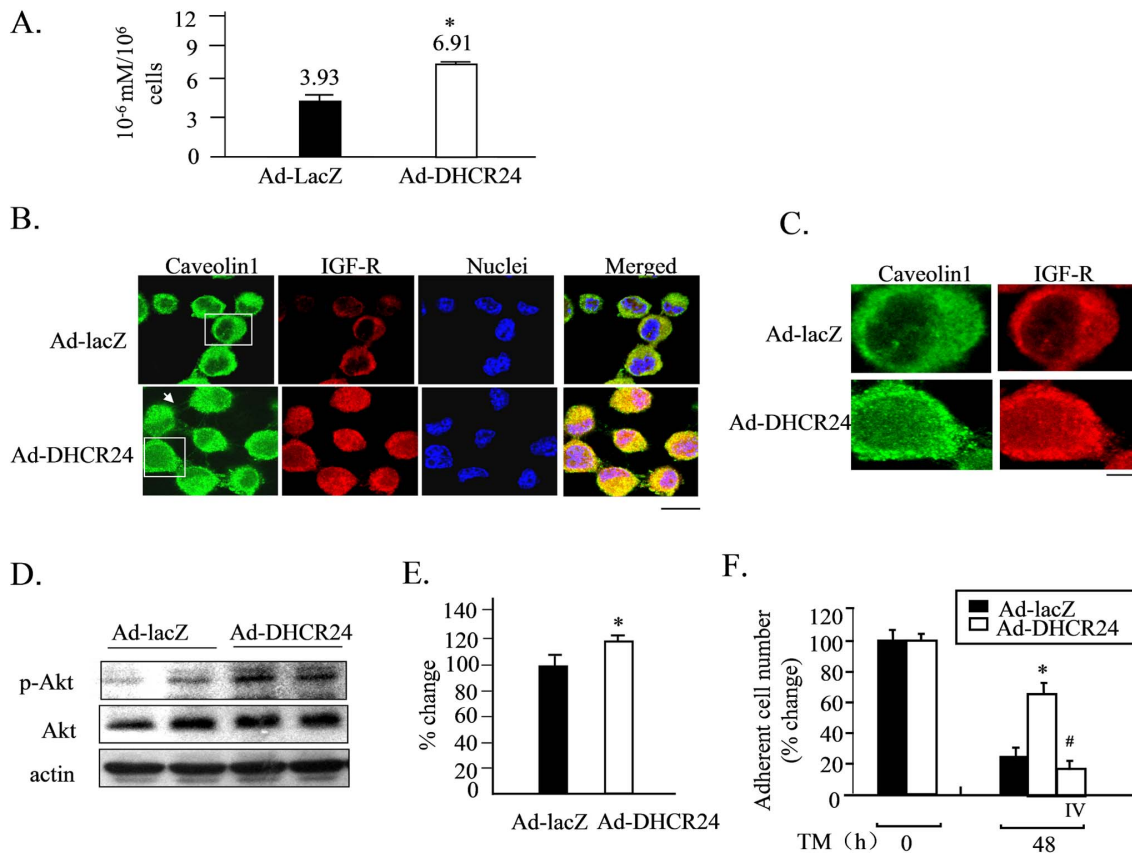 A.
12
9
6
3
0
10⁻⁶ mM/10⁶
cells
3.93
*
6.91
Ad-LacZ Ad-DHCR24
B.
Caveolin1 IGF-R Nuclei Merged
Ad-lacZ
Ad-DHCR24
C.
Caveolin1 IGF-R
Ad-lacZ
Ad-DHCR24
D.
Ad-lacZ Ad-DHCR24
p-Akt
Akt
actin
E.
140
120
100
80
60
40
20
0
% change
*
Ad-lacZ Ad-DHCR24
F.
Ad-lacZ
Ad-DHCR24
120
100
80
60
40
20
0
Adherent cell number
(% change)
*
#
IV
TM (h) 0 48